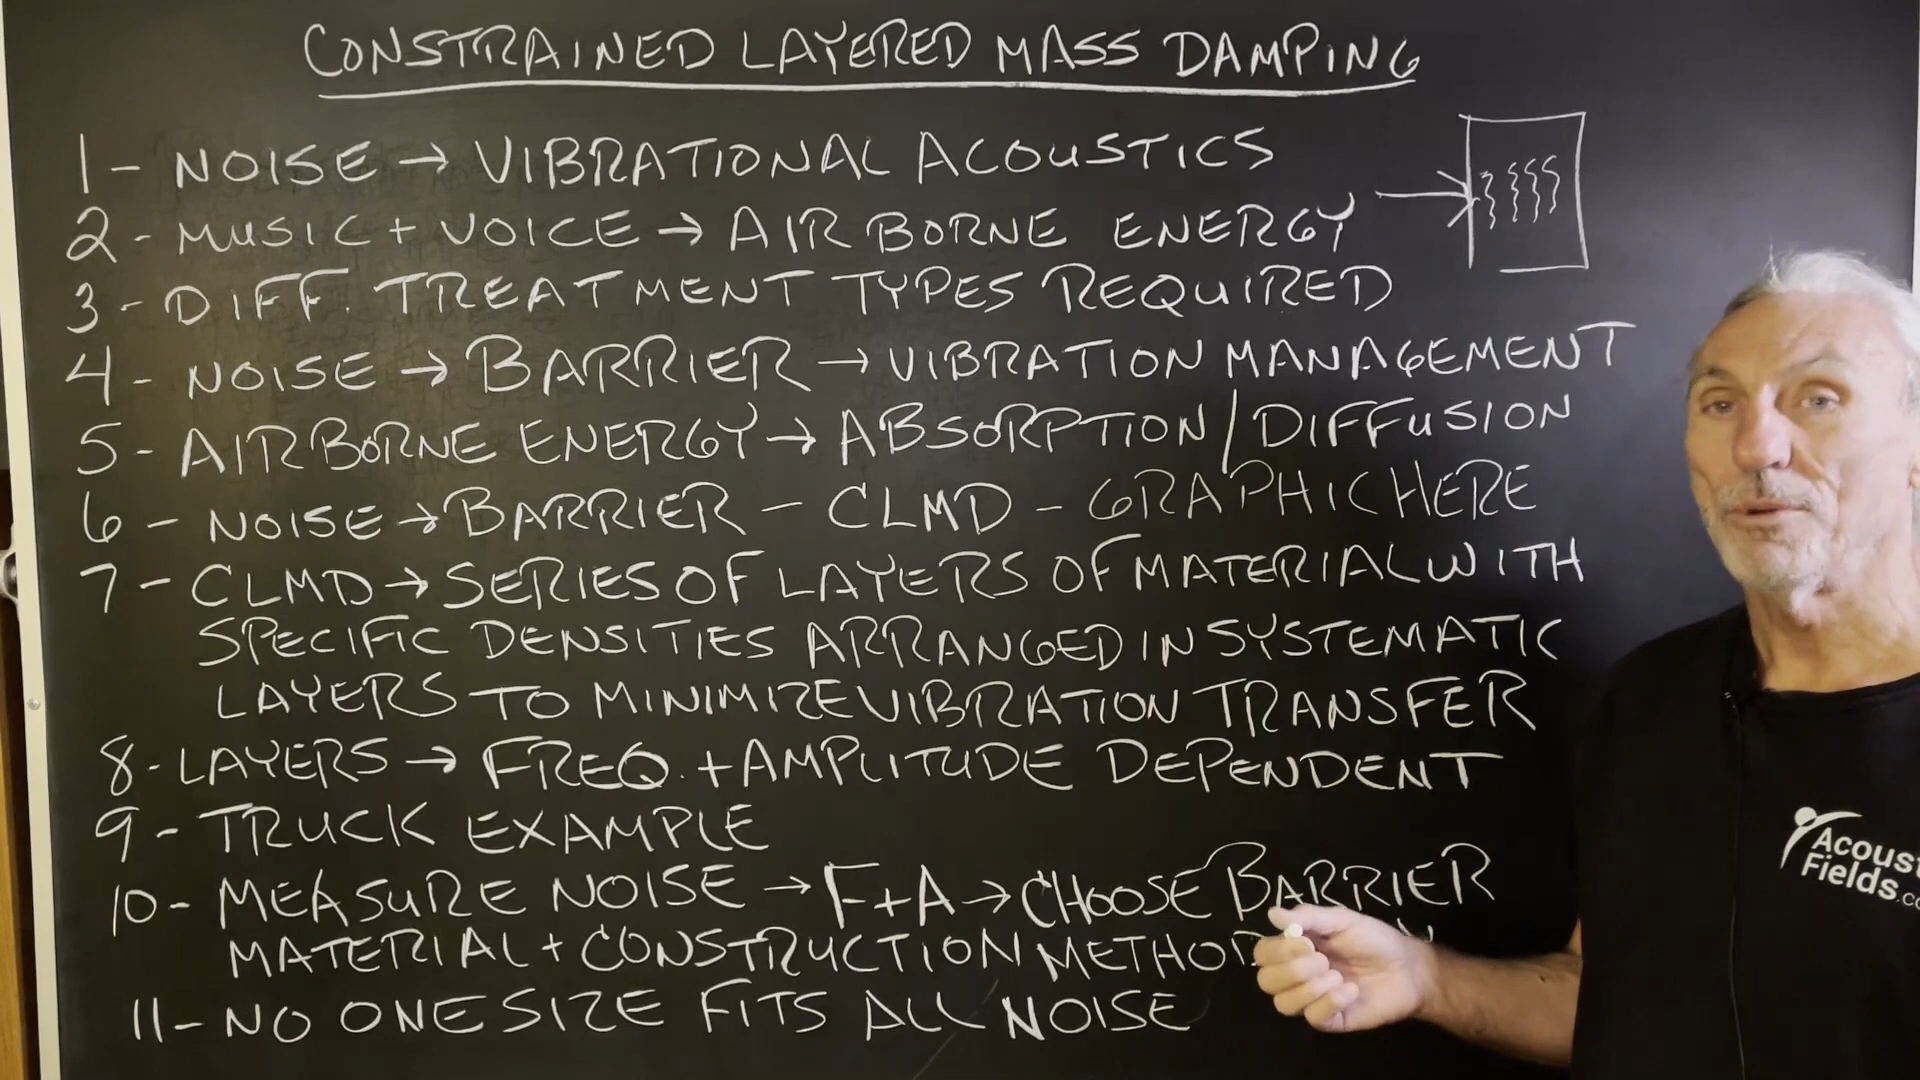 CONSTRAINED LAYERED MASS DAMPING
1- NOISE → VIBRATIONAL ACOUSTICS
2- MUSIC + VOICE → AIR BORNE ENERGY
3- DIFF. TREATMENT TYPES REQUIRED
4- NOISE → BARRIER → VIBRATION MANAGEMENT
5- AIR BORNE ENERGY → ABSORPTION/DIFFUSION
6- NOISE → BARRIER - CLMD - GRAPHIC HERE
7- CLMD → SERIES OF LAYERS OF MATERIAL WITH
SPECIFIC DENSITIES ARRANGED IN SYSTEMATIC
LAYERS TO MINIMIZE VIBRATION TRANSFER
8- LAYERS → FREQ. + AMPLITUDE DEPENDENT
9- TRUCK EXAMPLE
10- MEASURE NOISE → F+A → CHOOSE BARRIER
MATERIAL + CONSTRUCTION
11- NO ONE SIZE FITS ALL NOISE
Fields